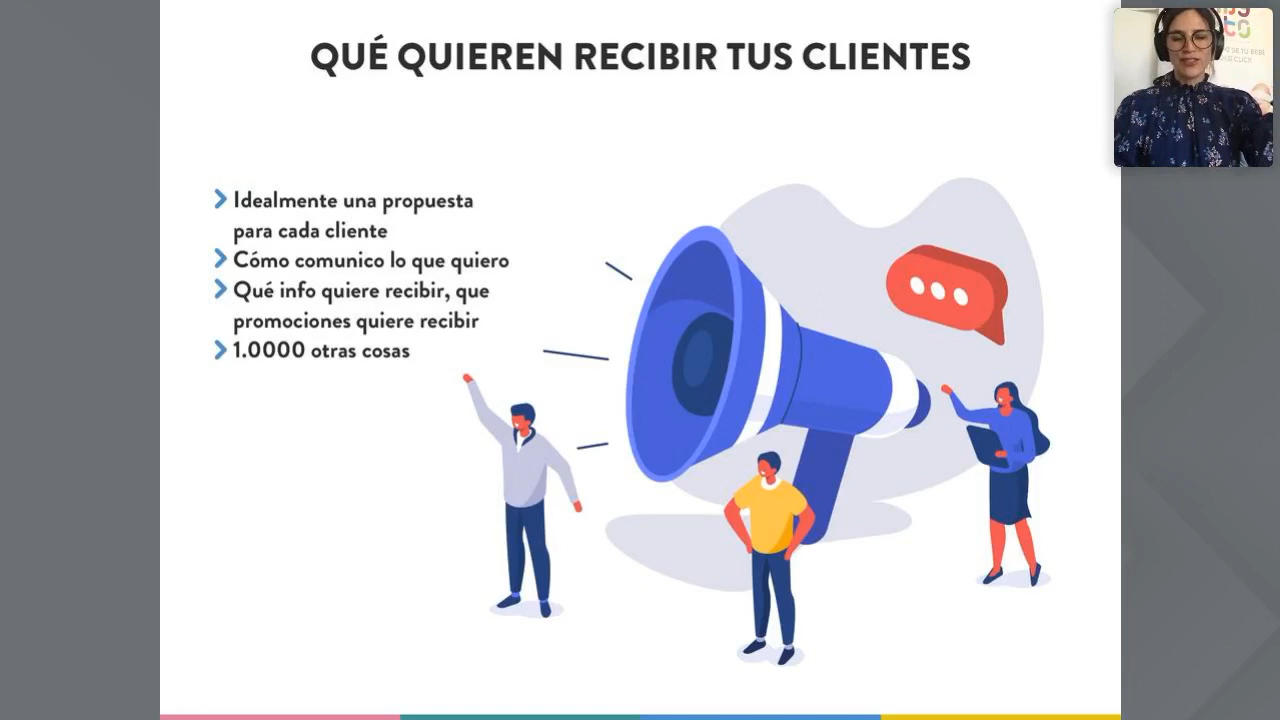 QUÉ QUIEREN RECIBIR TUS CLIENTES
Idealmente una propuesta
para cada cliente
Cómo comunico lo que quiero
Qué info quiere recibir, que
promociones quiere recibir
1.0000 otras cosas